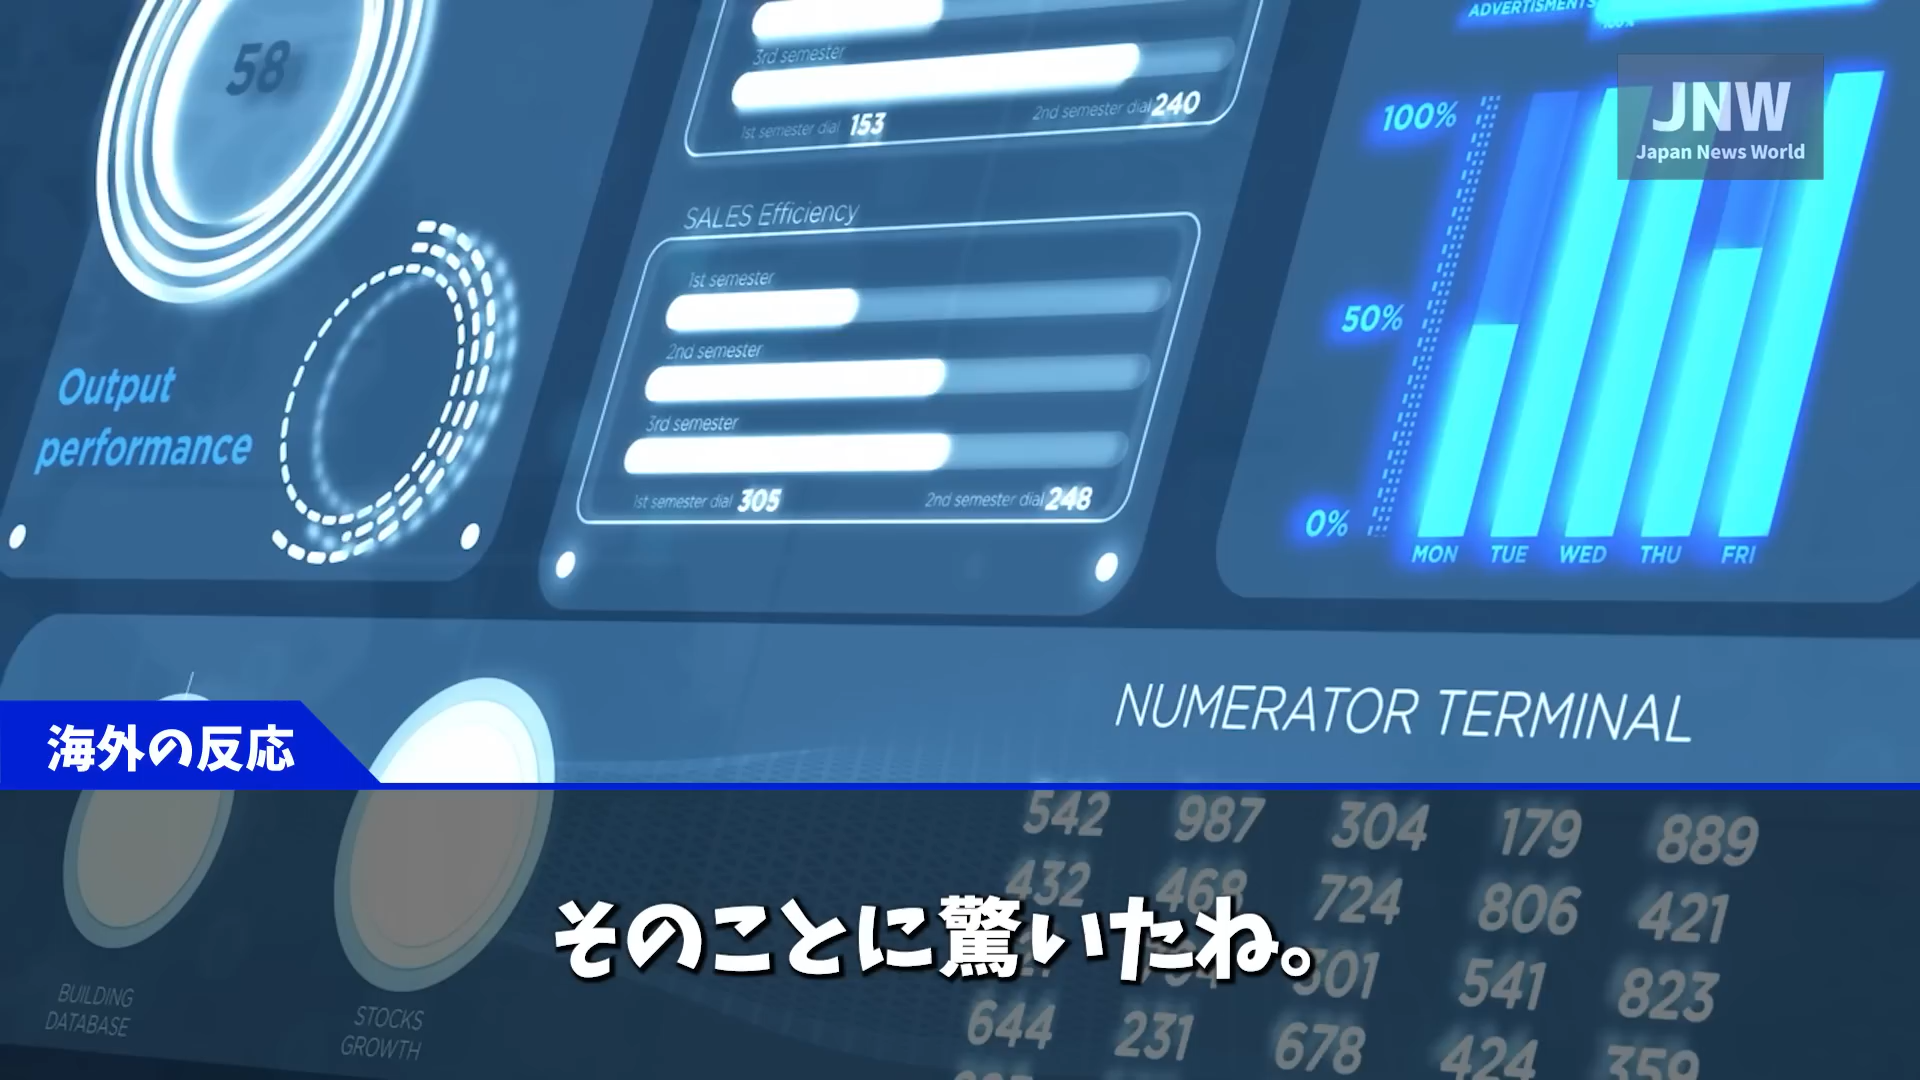 58
Output
performance
3rd semester
1st semester dial 153
2nd semester dial 240
SALES Efficiency
1st semester
2nd semester
3rd semester
1st semester dial 305
2nd semester dial 248
ADVERTISMENTS
100%
50%
0%
MON TUE WED THU FRI
JNW
Japan News World
NUMERATOR TERMINAL
海外の反応
542 987 304 179 889
432 468 724 806 421
541 823
644 231 678 424 359
BUILDING
DATABASE
STOCKS
GROWTH
そのことに驚いたね。